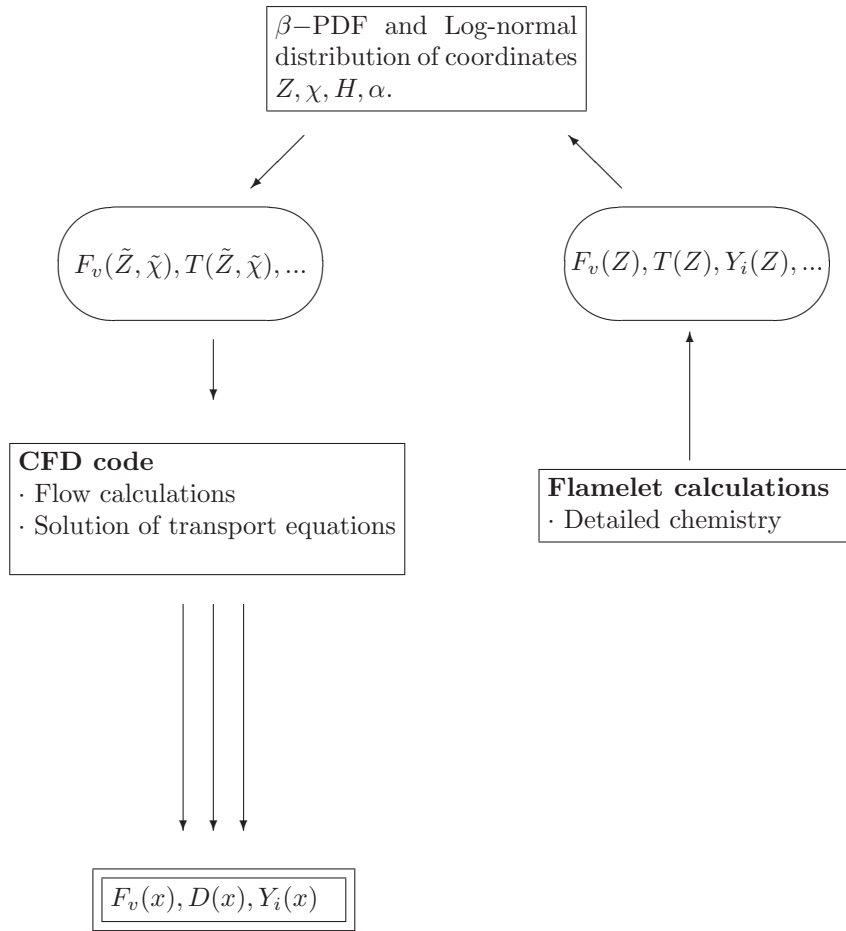 β−PDF and Log-normal
distribution of coordinates
Z, χ, H, α.
F_v(Z̃, χ̃), T(Z̃, χ̃), ...
F_v(Z), T(Z), Y_i(Z), ...
CFD code
· Flow calculations
· Solution of transport equations
Flamelet calculations
· Detailed chemistry
F_v(x), D(x), Y_i(x)